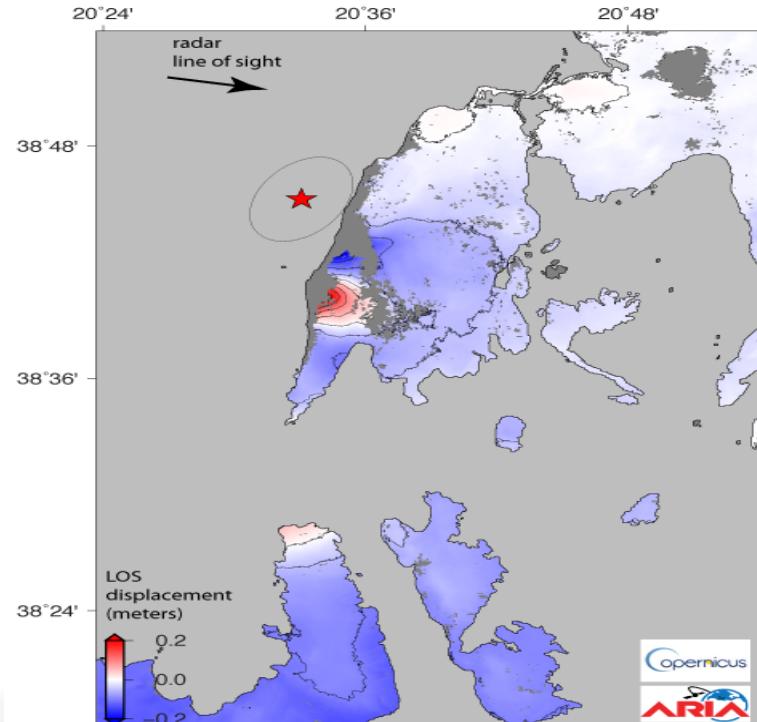 20˚24' 20˚36' 20˚48'
radar
line of sight
38˚48'
38˚36'
38˚24'
LOS
displacement
(meters)
0.2
0.0
−0.2
opernicus
ARIA